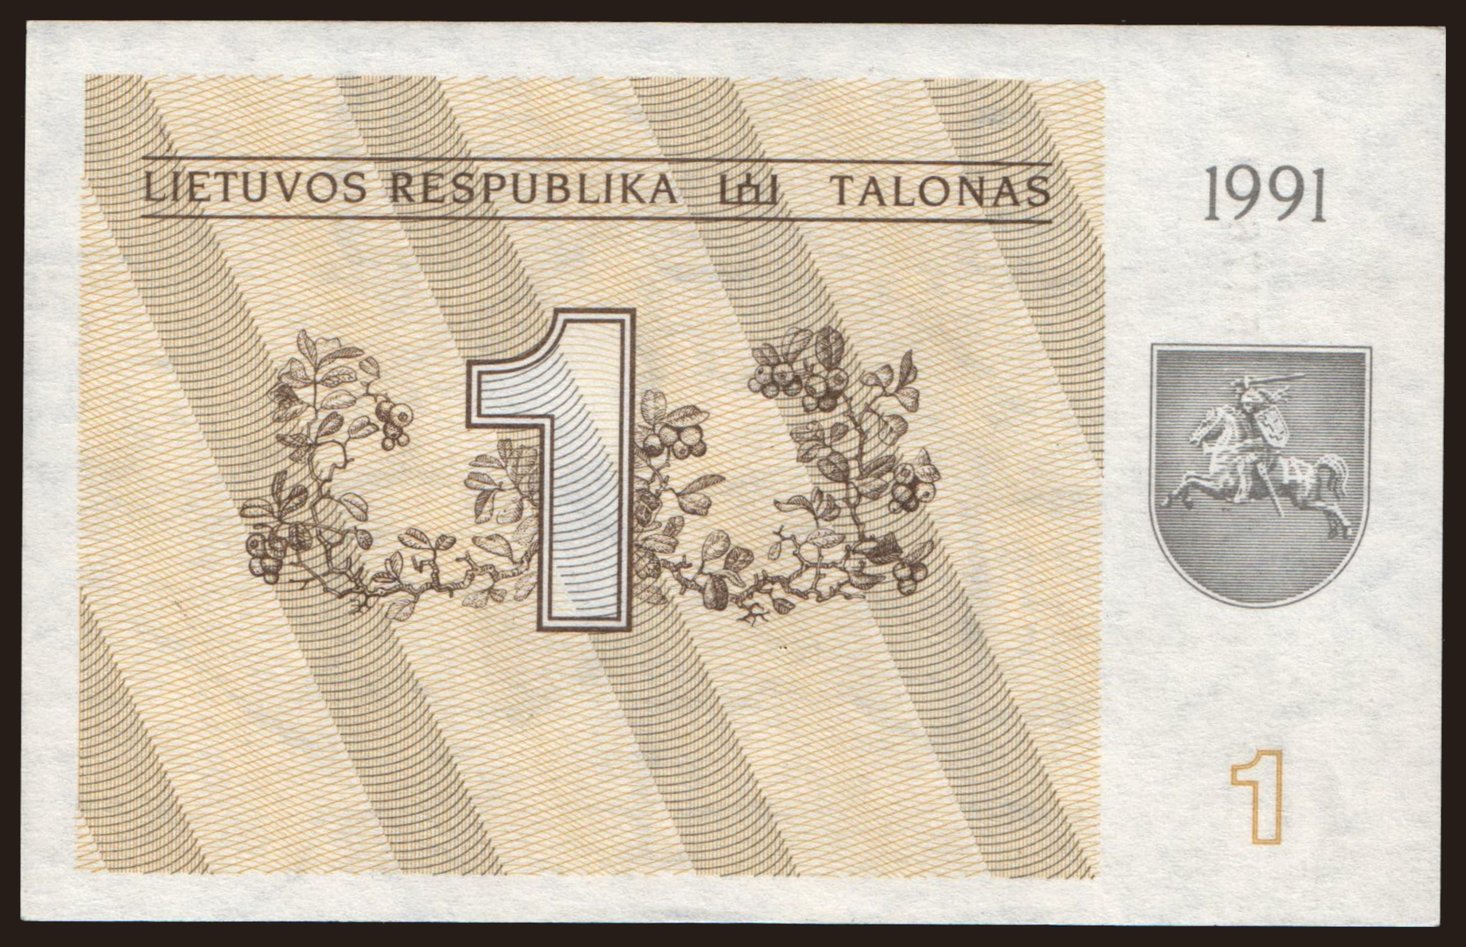 LIETUVOS RESPUBLIKA TALONAS
1991
1
1